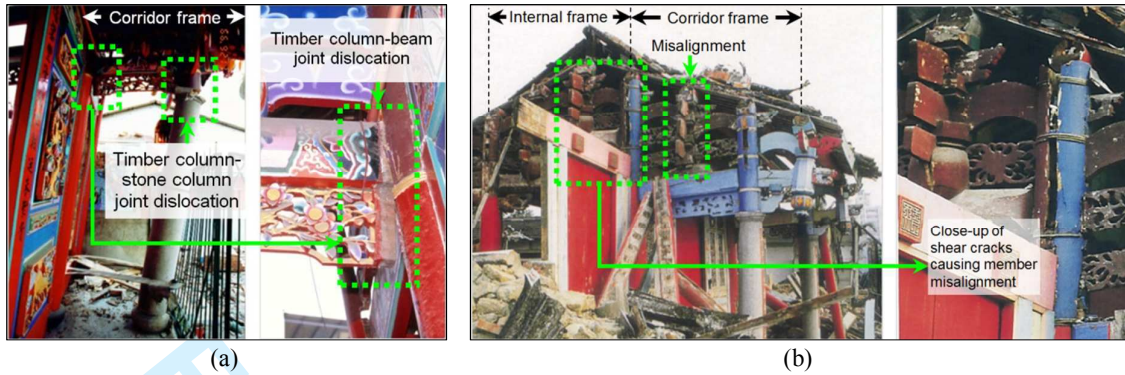 Corridor frame
Timber column-beam
joint dislocation
Timber column-
stone column
joint dislocation
(a)
Internal frame
Corridor frame
Misalignment
Close-up of
shear cracks
causing member
misalignment
(b)